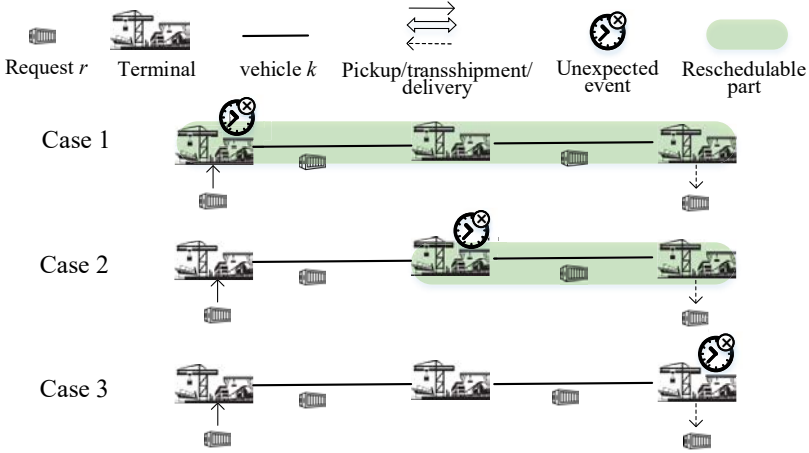 Request r
Terminal
vehicle k
Pickup/transshipment/
delivery
Unexpected
event
Reschedulable
part
Case 1
Case 2
Case 3